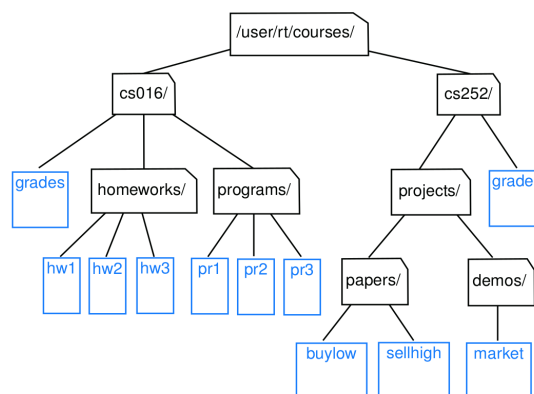 /user/rt/courses/
cs016/
cs252/
grades
homeworks/
programs/
projects/
grade
hw1
hw2
hw3
pr1
pr2
pr3
papers/
demos/
buylow
sellhigh
market